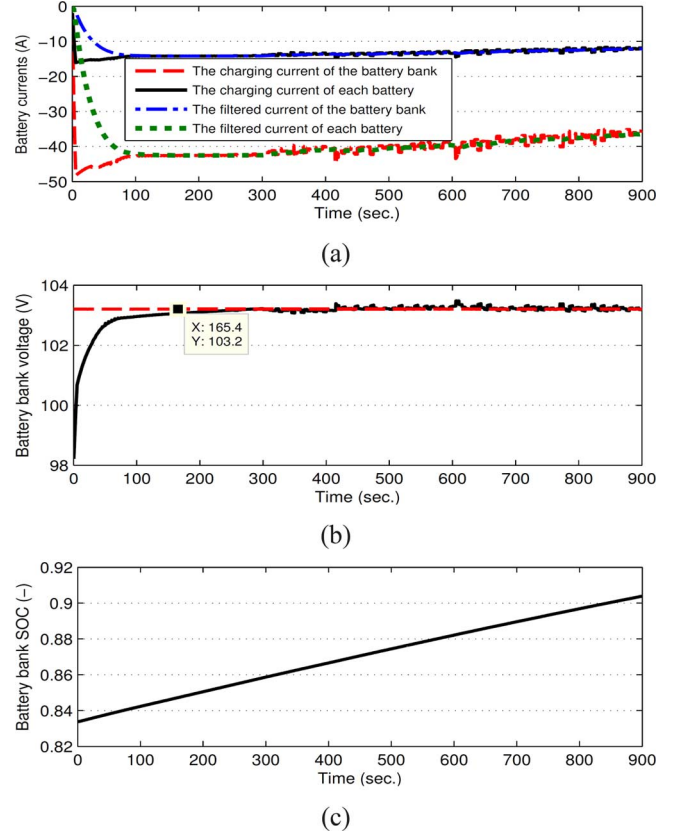 0
−10
−20
−30
−40
−50
Battery currents (A)
The charging current of the battery bank
The charging current of each battery
The filtered current of the battery bank
The filtered current of each battery
0 100 200 300 400 500 600 700 800 900
Time (sec.)
(a)
104
102
100
98
Battery bank voltage (V)
X: 165.4
Y: 103.2
0 100 200 300 400 500 600 700 800 900
Time (sec.)
(b)
0.92
0.9
0.88
0.86
0.84
0.82
Battery bank SOC (−)
0 100 200 300 400 500 600 700 800 900
Time (sec.)
(c)